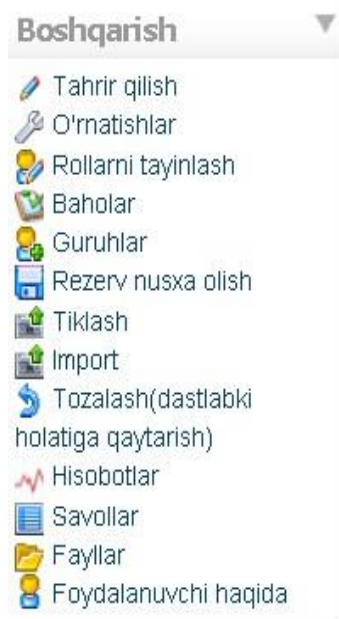 Boshqarish
Tahrir qilish
O'rnatishlar
Rollarni tayinlash
Baholar
Guruhlar
Rezerv nusxa olish
Tiklash
Import
Tozalash(dastlabki
holatiga qaytarish)
Hisobotlar
Savollar
Fayllar
Foydalanuvchi haqida